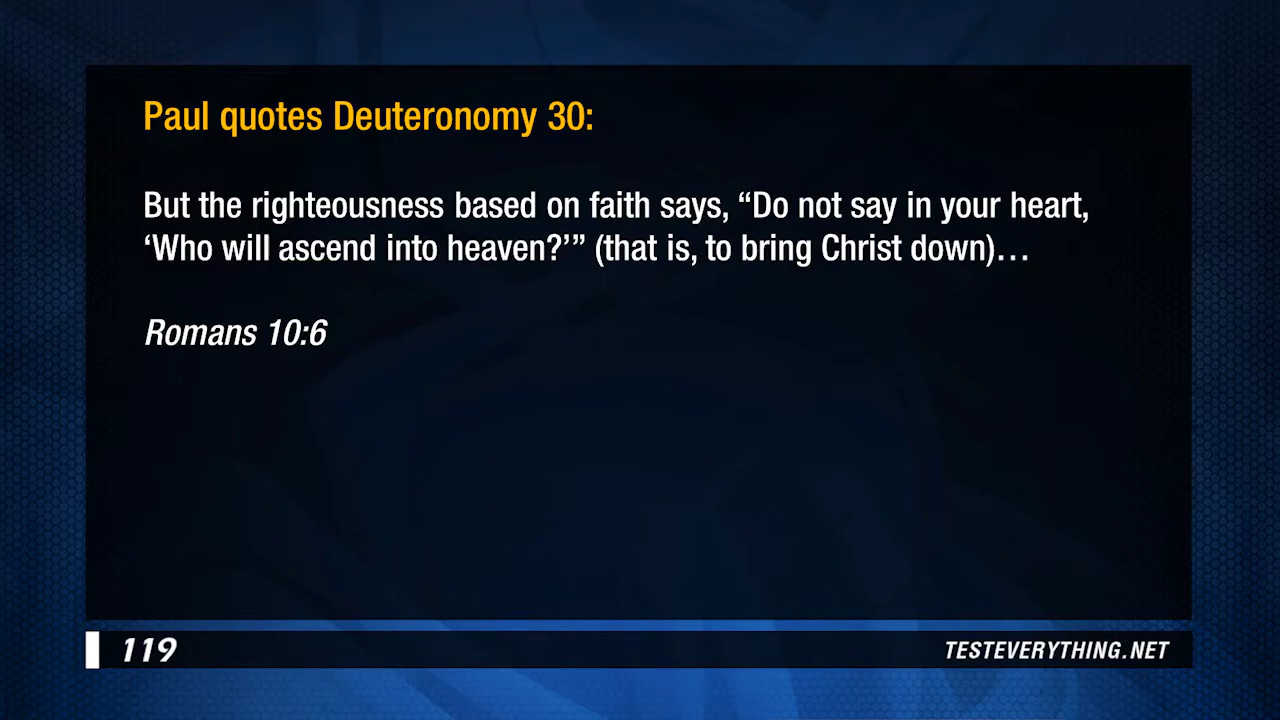 Paul quotes Deuteronomy 30:
But the righteousness based on faith says, “Do not say in your heart,
‘Who will ascend into heaven?’” (that is, to bring Christ down)…
Romans 10:6
119
TESTEVERYTHING.NET